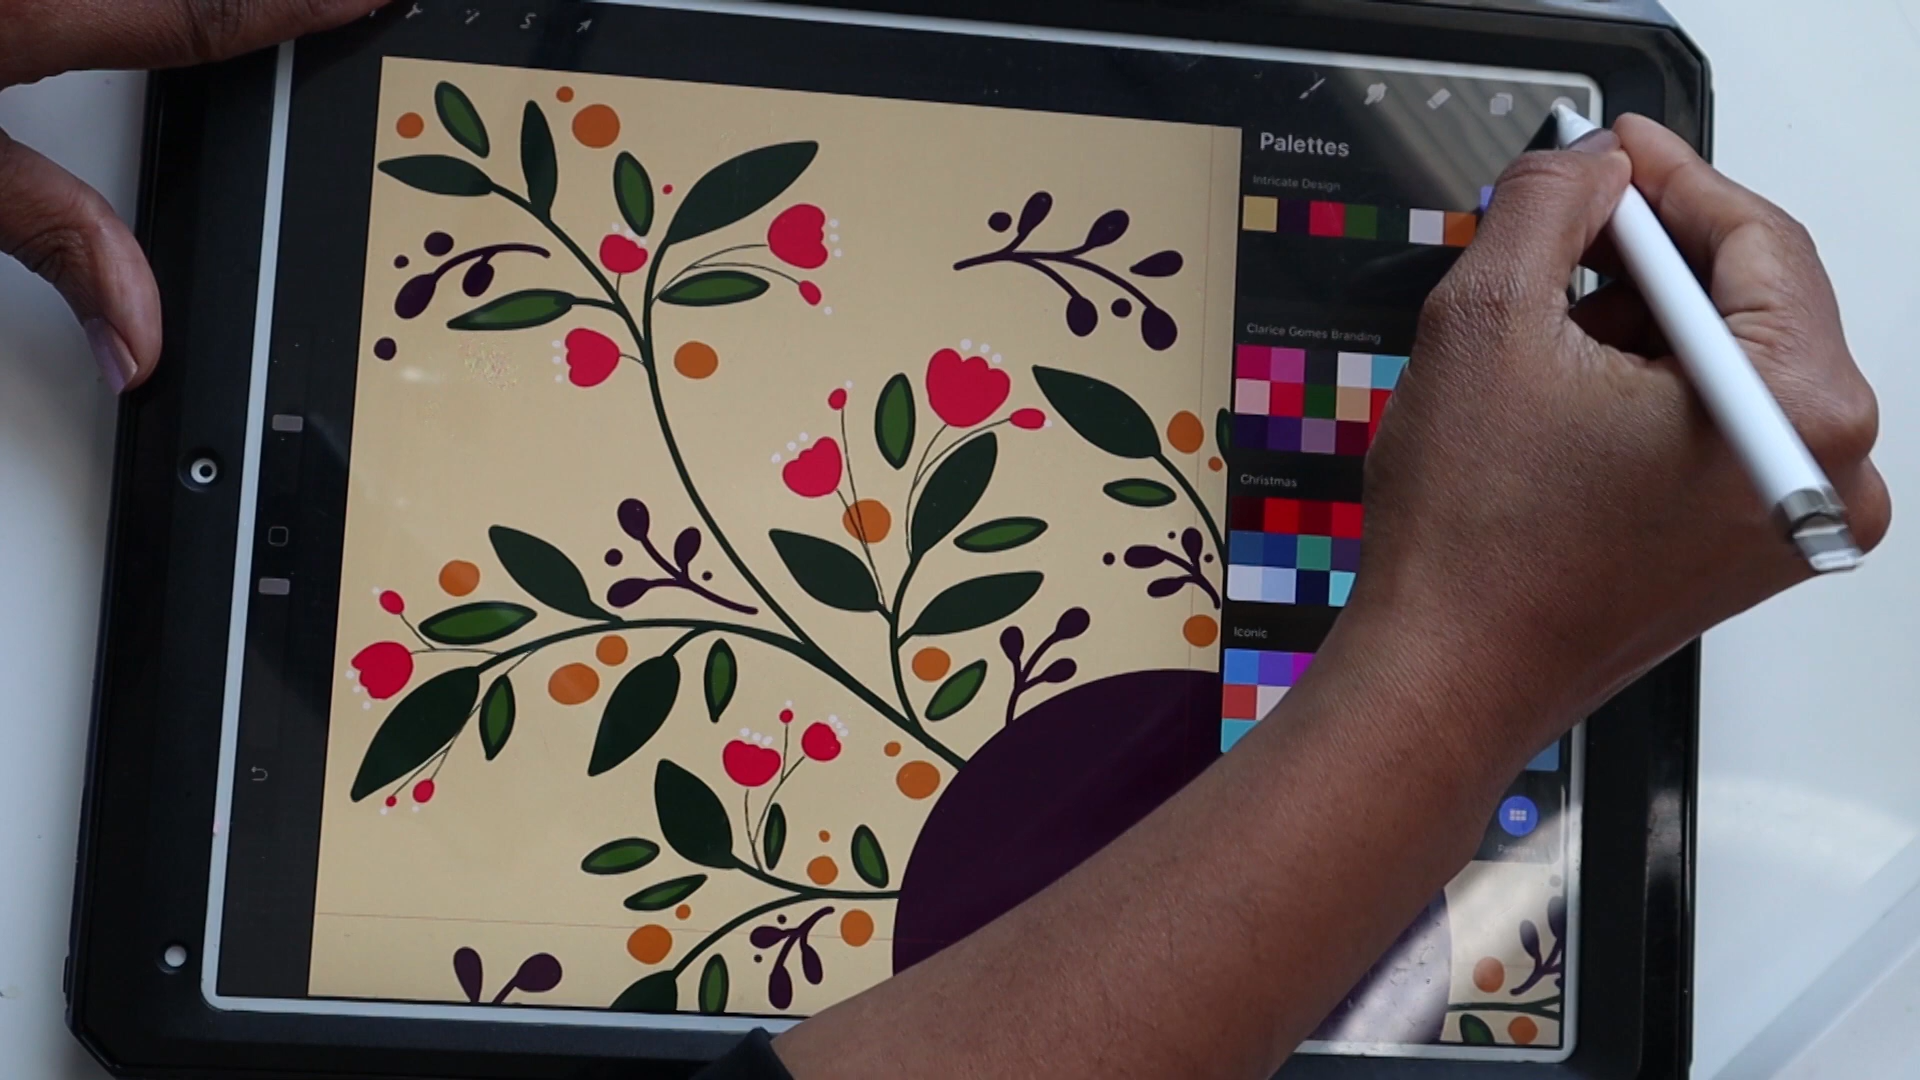 Palettes
Intricate Design
Clarice Gomes Branding
Christmas
Iconic